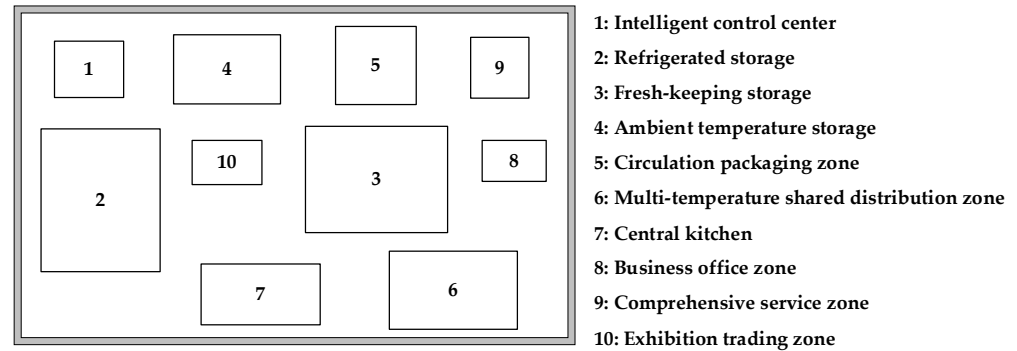 1
4
5
9
2
10
3
8
7
6
1: Intelligent control center
2: Refrigerated storage
3: Fresh-keeping storage
4: Ambient temperature storage
5: Circulation packaging zone
6: Multi-temperature shared distribution zone
7: Central kitchen
8: Business office zone
9: Comprehensive service zone
10: Exhibition trading zone